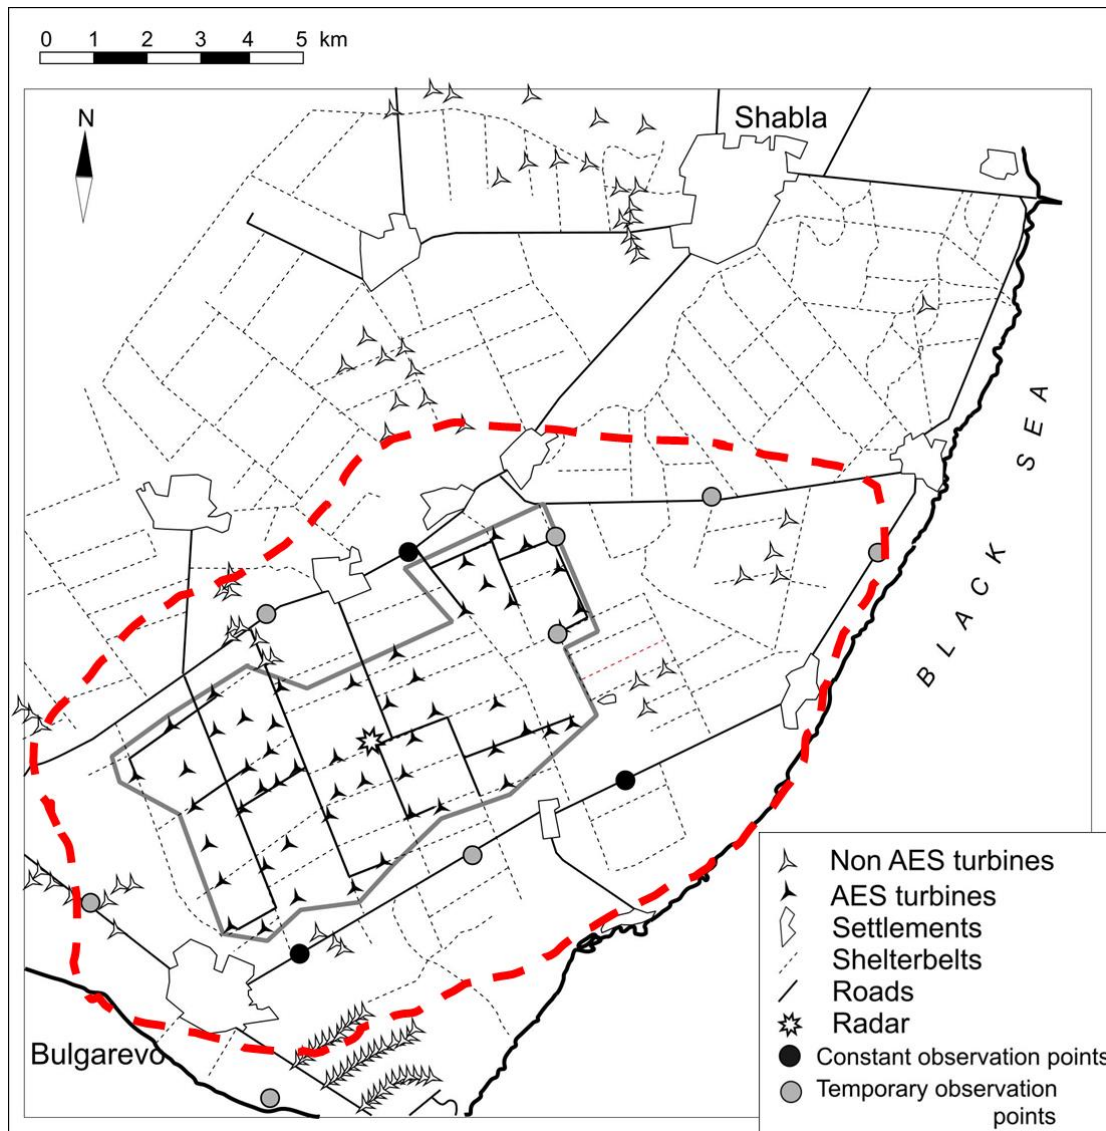 0 1 2 3 4 5 km
N
Shabla
BLACK SEA
Bulgarevo
Non AES turbines
AES turbines
Settlements
Shelterbelts
Roads
Radar
Constant observation points
Temporary observation
points